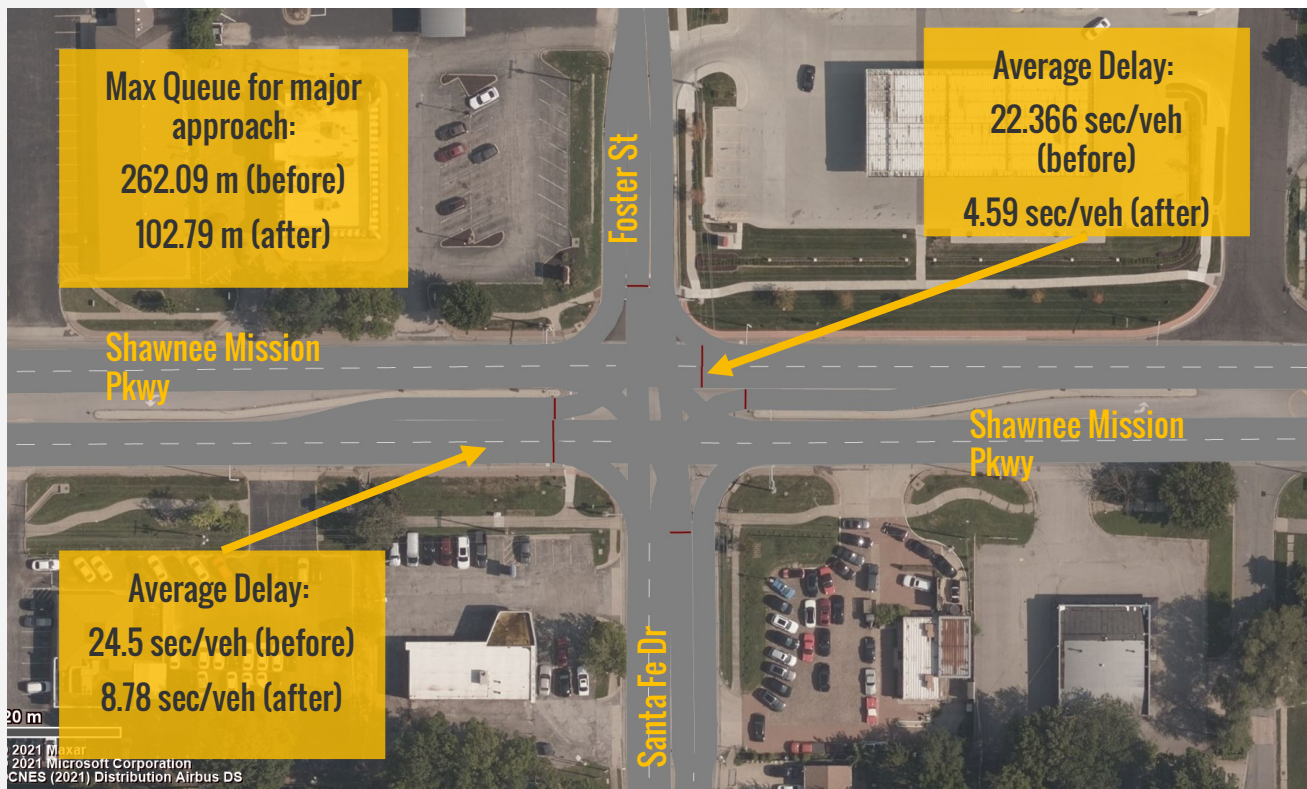 Max Queue for major
approach:
262.09 m (before)
102.79 m (after)
Average Delay:
22.366 sec/veh
(before)
4.59 sec/veh (after)
Foster St
Shawnee Mission
Pkwy
Shawnee Mission
Pkwy
Average Delay:
24.5 sec/veh (before)
8.78 sec/veh (after)
Santa Fe Dr
20 m
2021 Maxar
2021 Microsoft Corporation
CNES (2021) Distribution Airbus DS